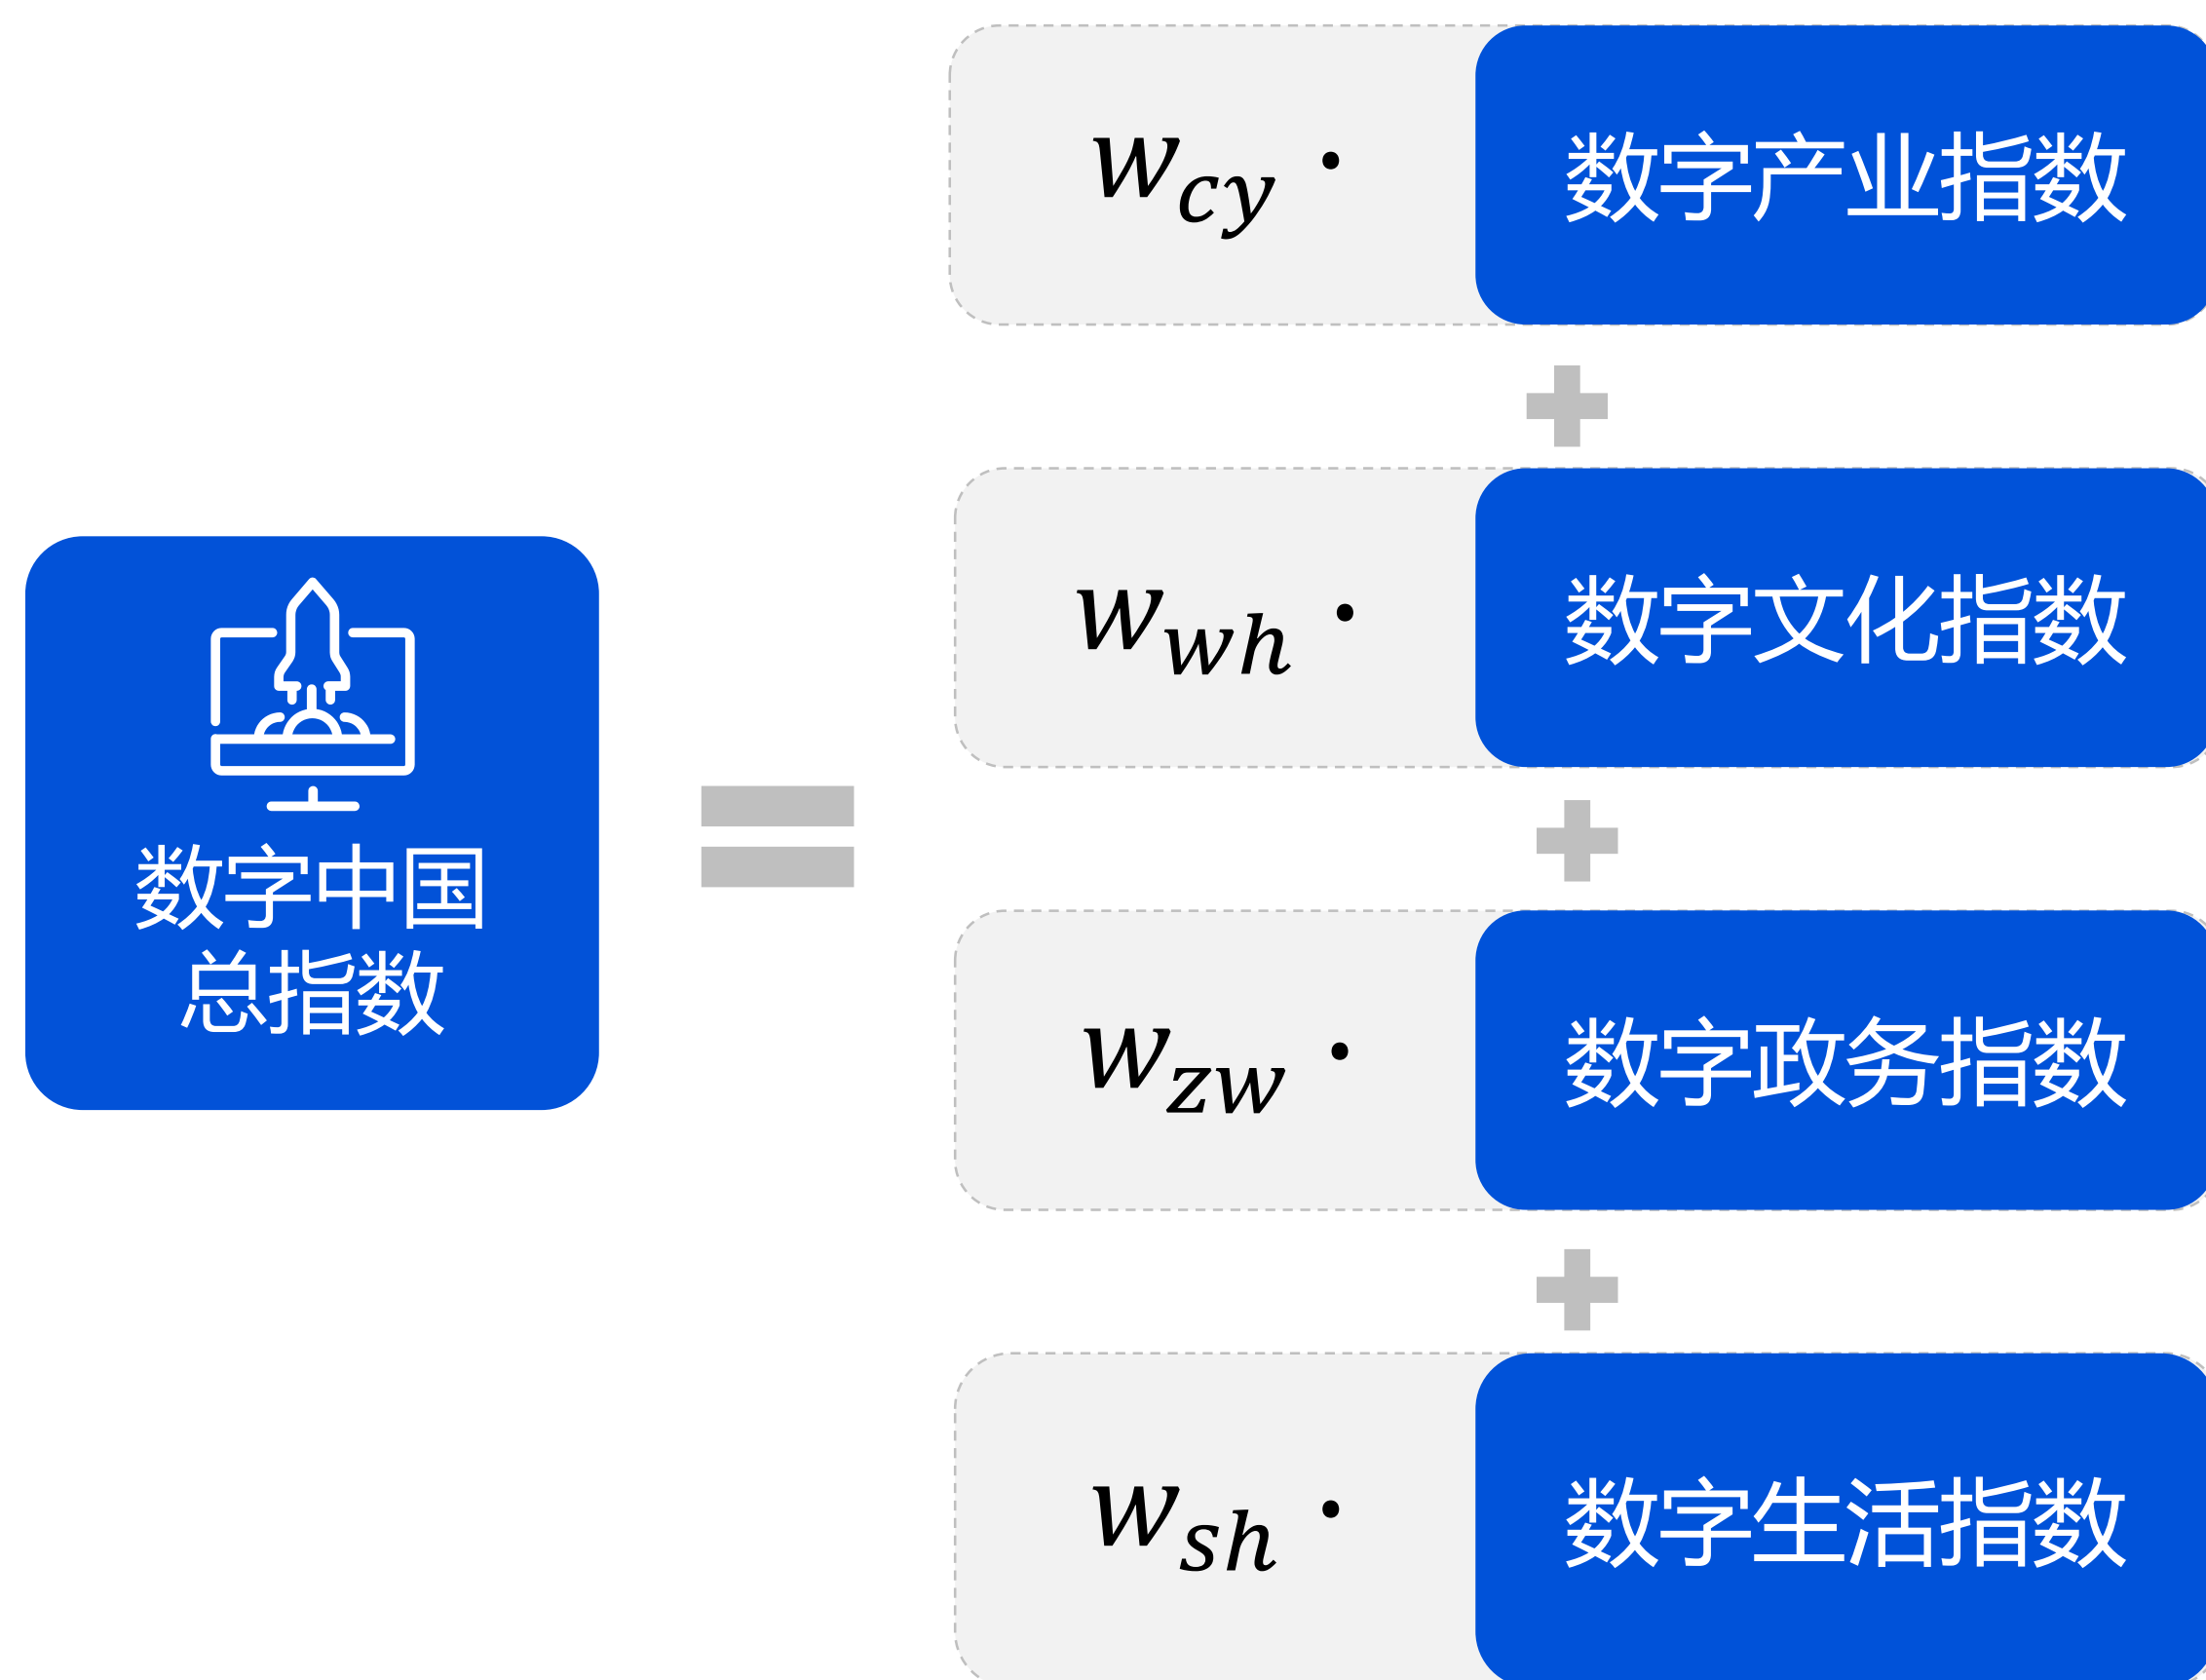 数字中国
总指数
=
w_cy · 数字产业指数
+
w_wh · 数字文化指数
+
w_zw · 数字政务指数
+
w_sh · 数字生活指数